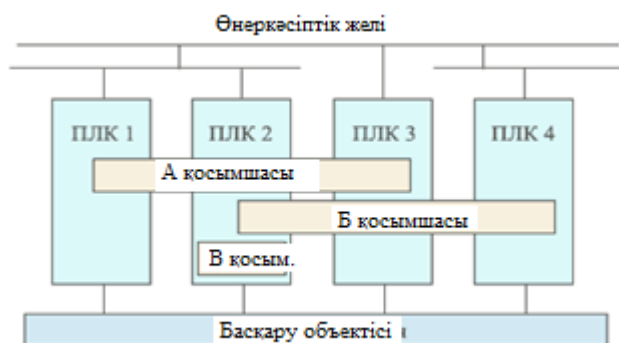 Өнеркәсіптік желі
ПЛК 1 ПЛК 2 ПЛК 3 ПЛК 4
А қосымшасы
Б қосымшасы
В қосым.
Басқару объектісі